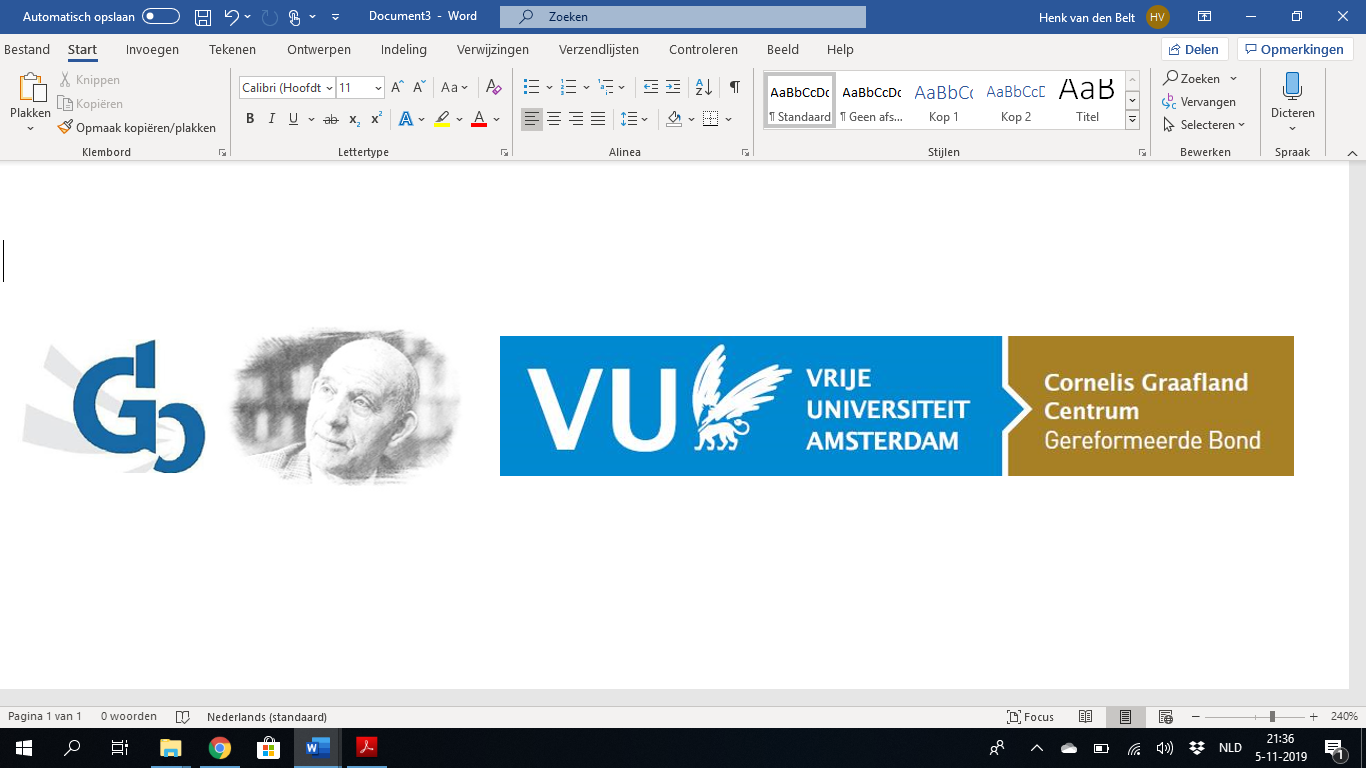 Automatisch opslaan
Document3 - Word
Zoeken
Henk van den Belt
HV
Bestand Start Invoegen Tekenen Ontwerpen Indeling Verwijzingen Verzendlijsten Controleren Beeld Help
Delen
Opmerkingen
Plakken
Knippen
Kopiëren
Opmaak kopiëren/plakken
Klembord
Calibri (Hoofdt
11
Lettertype
Alinea
AaBbCcDc
¶ Standaard
AaBbCcDc
¶ Geen afs...
AaBbCc
Kop 1
AaBbCcD
Kop 2
AaB
Titel
Stijlen
Zoeken
Vervangen
Selecteren
Bewerken
Dicteren
Spraak
Gb
VU
VRIJE
UNIVERSITEIT
AMSTERDAM
Cornelis Graafland
Centrum
Gereformeerde Bond
Pagina 1 van 1
0 woorden
Nederlands (standaard)
Focus
240%
NLD
21:36
5-11-2019
1